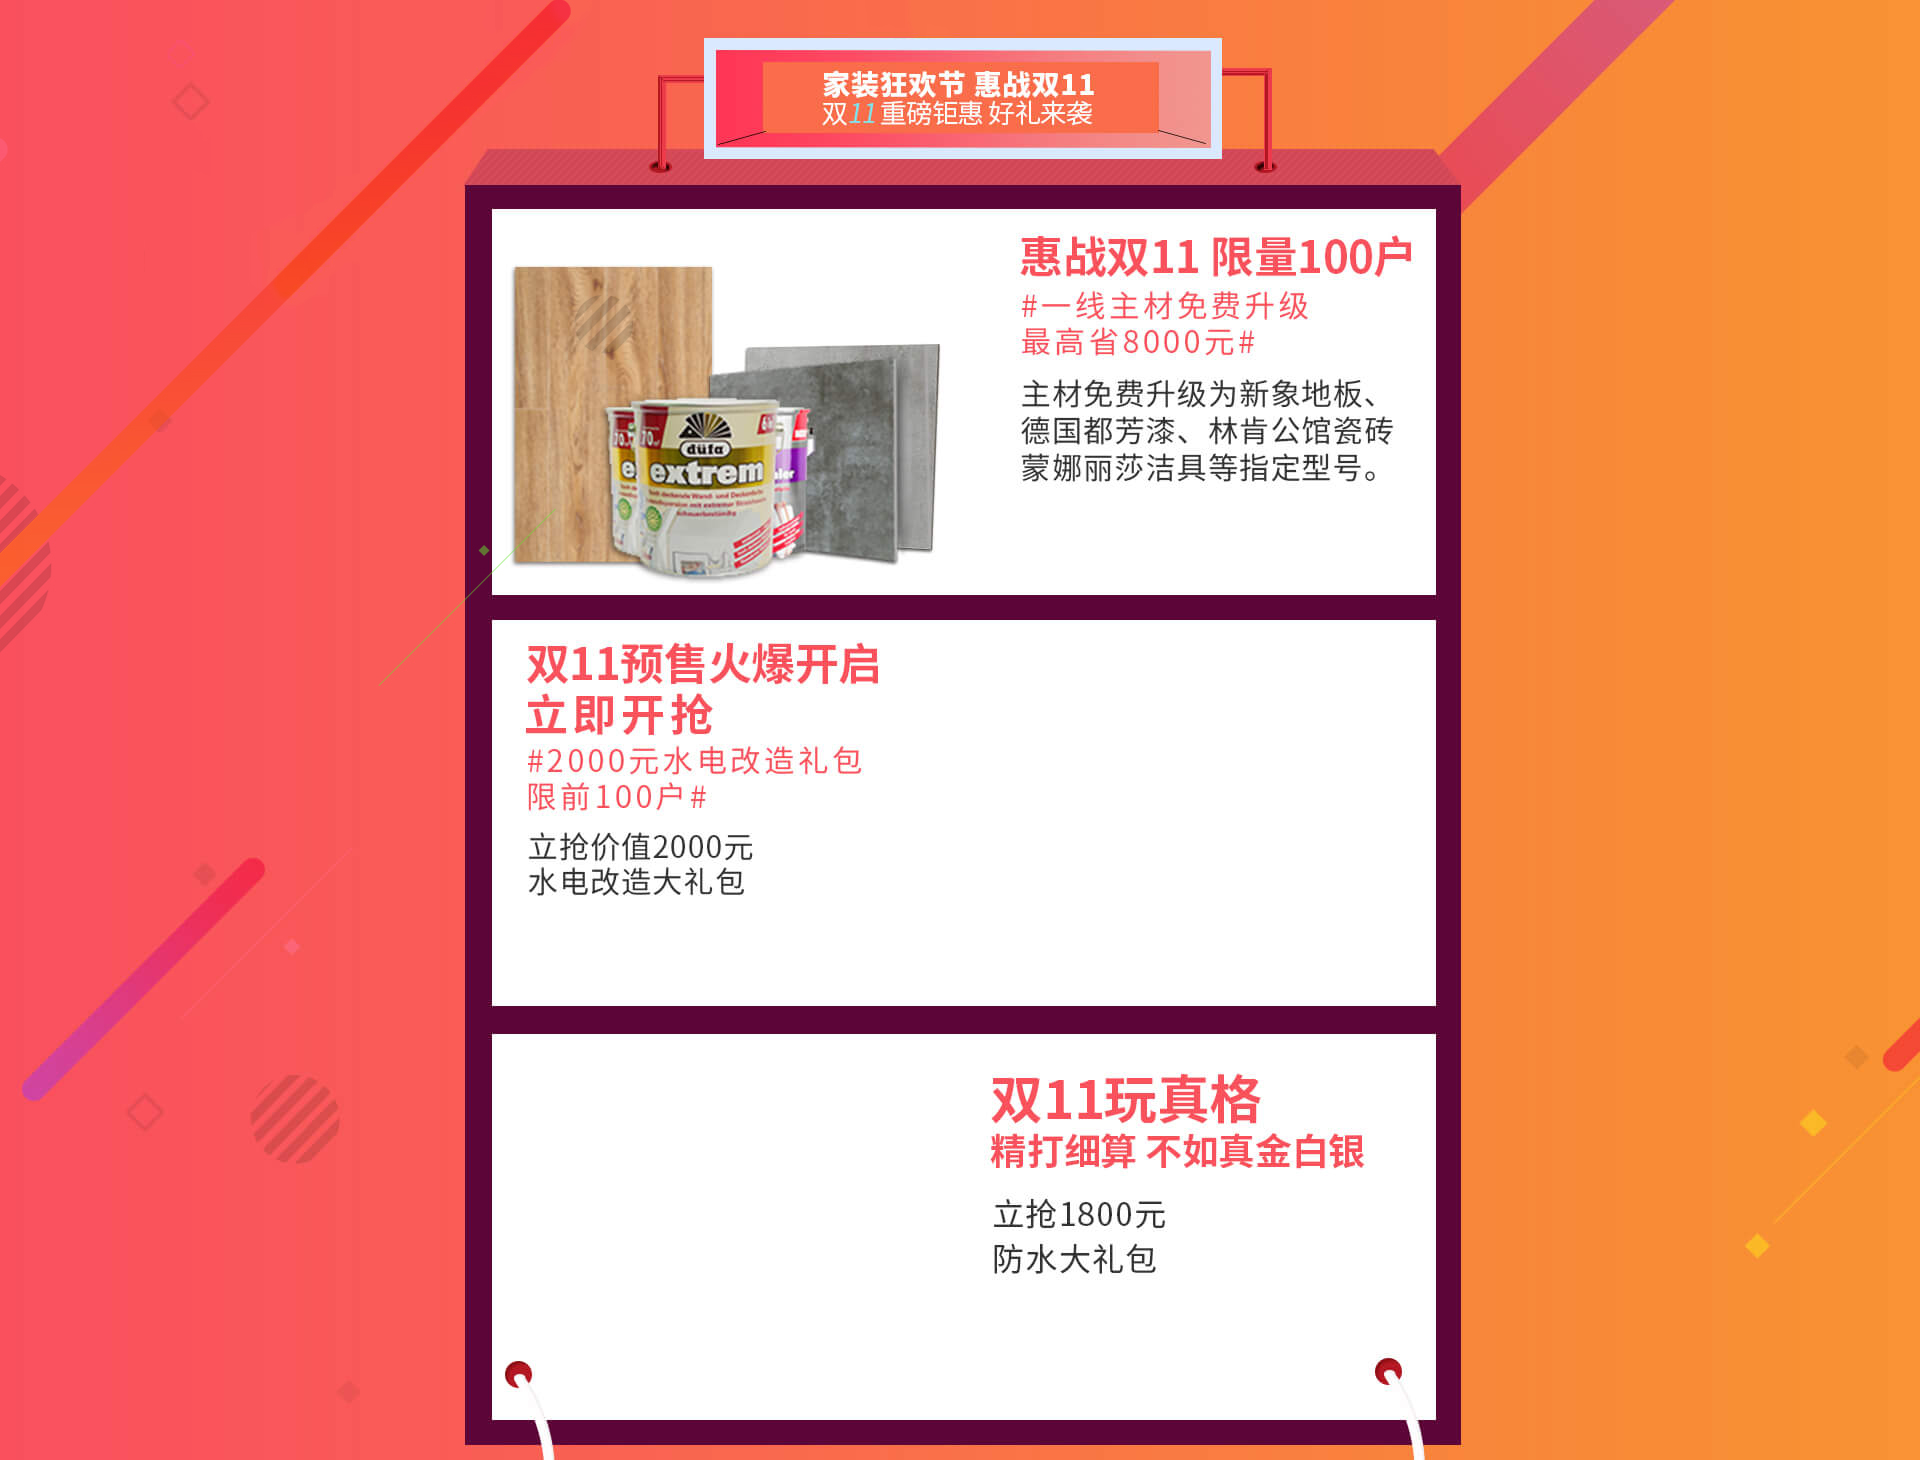 家装狂欢节 惠战双11
双11重磅钜惠 好礼来袭
惠战双11 限量100户
#一线主材免费升级
最高省8000元#
主材免费升级为新象地板、
德国都芳漆、林肯公馆瓷砖
蒙娜丽莎洁具等指定型号。
70
70
düfa
extrem
双11预售火爆开启
立即开抢
#2000元水电改造礼包
限前100户#
立抢价值2000元
水电改造大礼包
双11玩真格
精打细算 不如真金白银
立抢1800元
防水大礼包